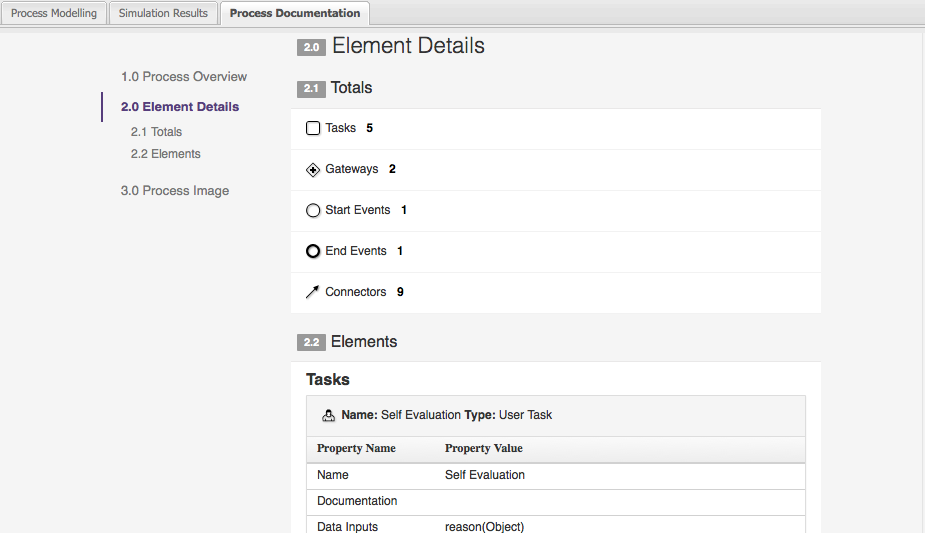 Process Modelling Simulation Results Process Documentation
2.0 Element Details
1.0 Process Overview
2.0 Element Details
2.1 Totals
2.2 Elements
3.0 Process Image
2.1 Totals
Tasks 5
Gateways 2
Start Events 1
End Events 1
Connectors 9
2.2 Elements
Tasks
Name: Self Evaluation Type: User Task
Property Name Property Value
Name Self Evaluation
Documentation
Data Inputs reason(Object)